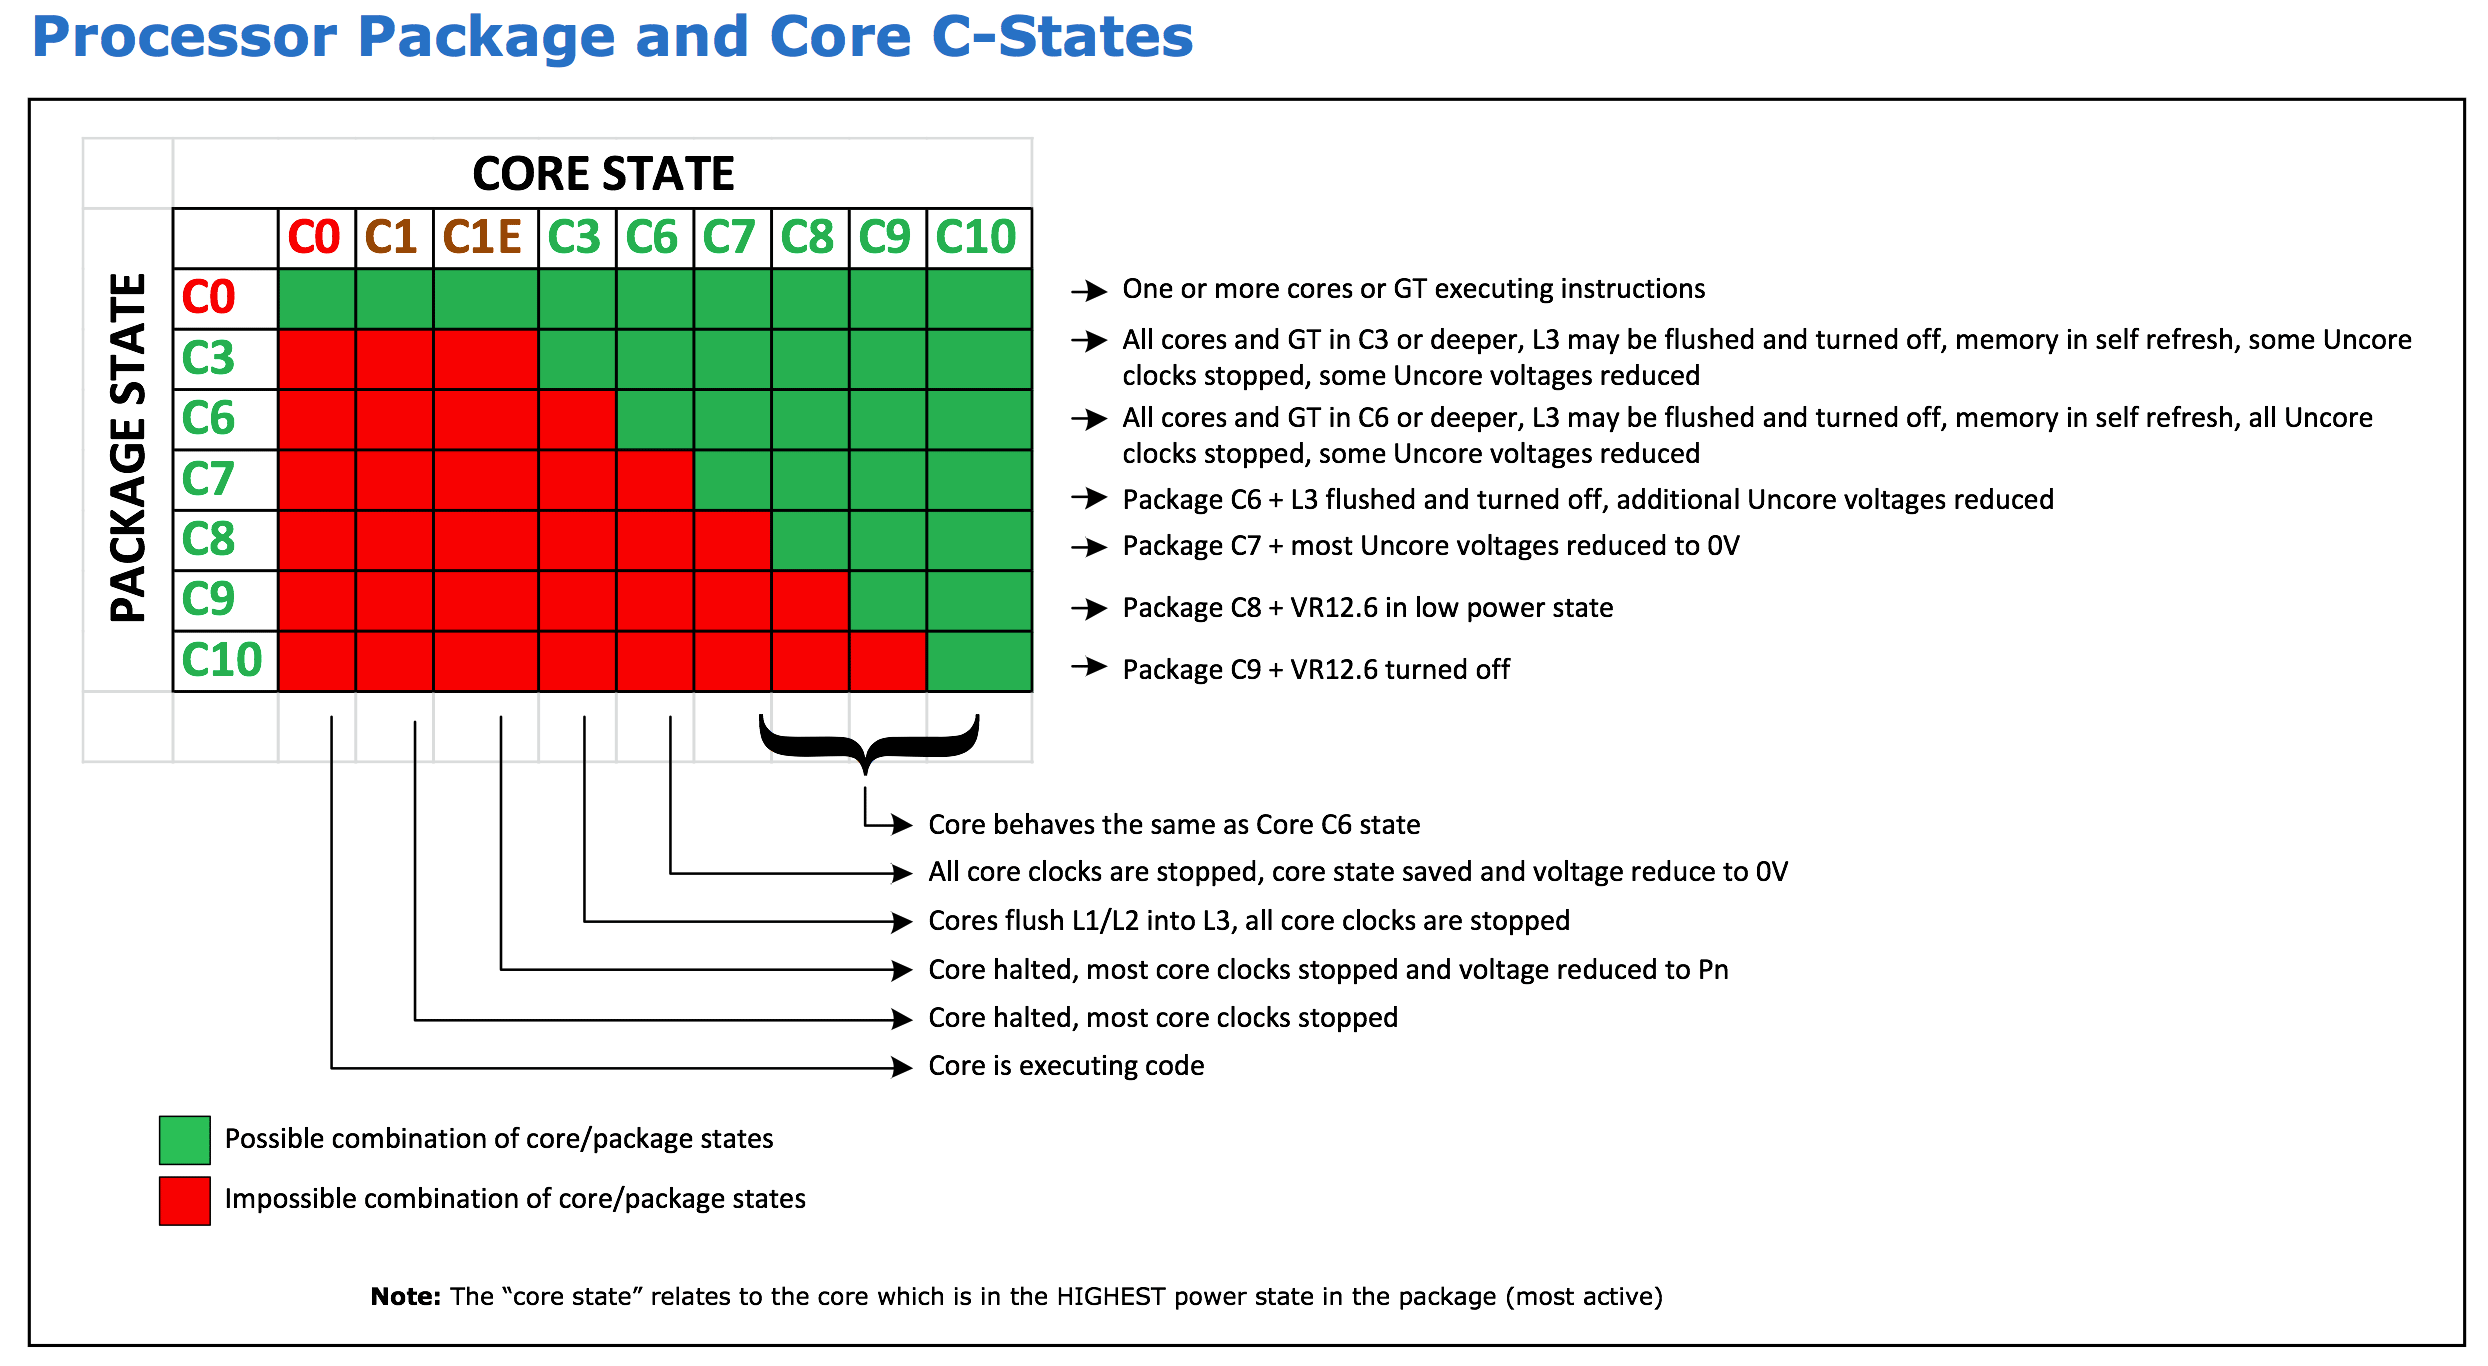 Processor Package and Core C-States
CORE STATE
PACKAGE STATE
C0 C1 C1E C3 C6 C7 C8 C9 C10
C0
C3
C6
C7
C8
C9
C10
One or more cores or GT executing instructions
All cores and GT in C3 or deeper, L3 may be flushed and turned off, memory in self refresh, some Uncore
clocks stopped, some Uncore voltages reduced
All cores and GT in C6 or deeper, L3 may be flushed and turned off, memory in self refresh, all Uncore
clocks stopped, some Uncore voltages reduced
Package C6 + L3 flushed and turned off, additional Uncore voltages reduced
Package C7 + most Uncore voltages reduced to 0V
Package C8 + VR12.6 in low power state
Package C9 + VR12.6 turned off
Core behaves the same as Core C6 state
All core clocks are stopped, core state saved and voltage reduce to 0V
Cores flush L1/L2 into L3, all core clocks are stopped
Core halted, most core clocks stopped and voltage reduced to Pn
Core halted, most core clocks stopped
Core is executing code
Possible combination of core/package states
Impossible combination of core/package states
Note: The “core state” relates to the core which is in the HIGHEST power state in the package (most active)